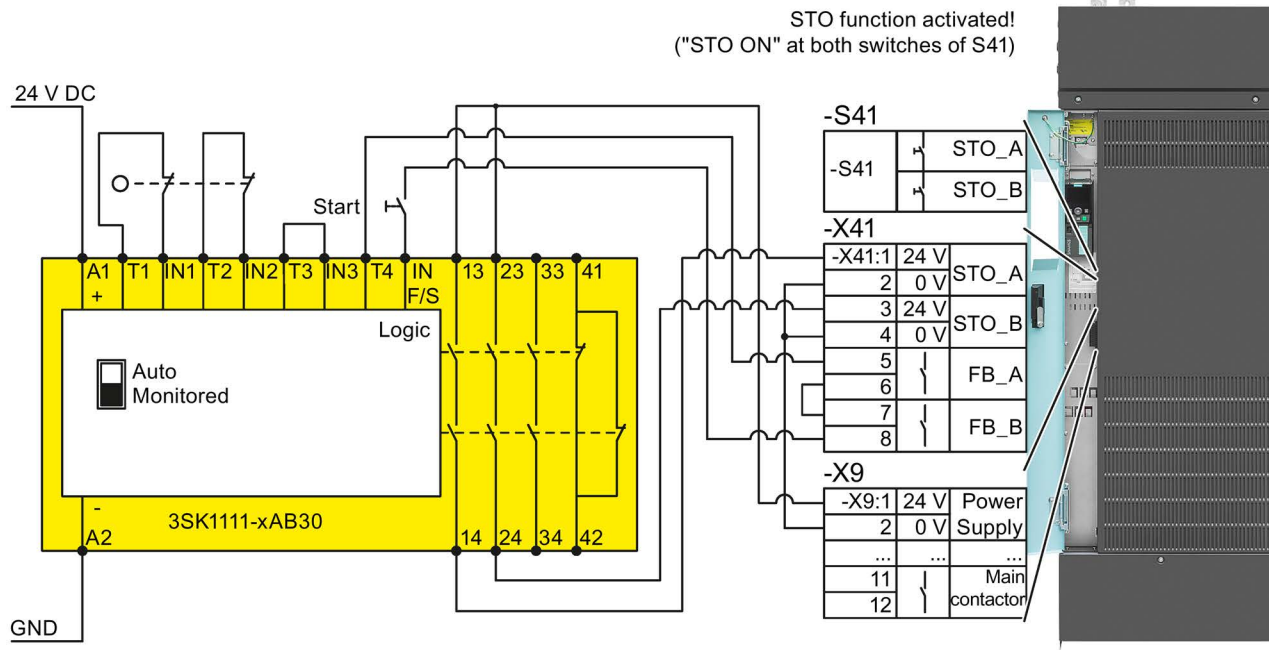 STO function activated!
("STO ON" at both switches of S41)
24 V DC
-S41
-S41
STO_A
STO_B
Start
-X41
-X41:1 24 V STO_A
2 0 V
3 24 V STO_B
4 0 V
5 FB_A
6
7 FB_B
8
A1 T1 IN1 T2 IN2 T3 IN3 T4 IN 13 23 33 41
+ F/S
Logic
Auto
Monitored
-X9
-X9:1 24 V Power
2 0 V Supply
... ... ...
11 Main
12 contactor
-
3SK1111-xAB30
A2 14 24 34 42
GND